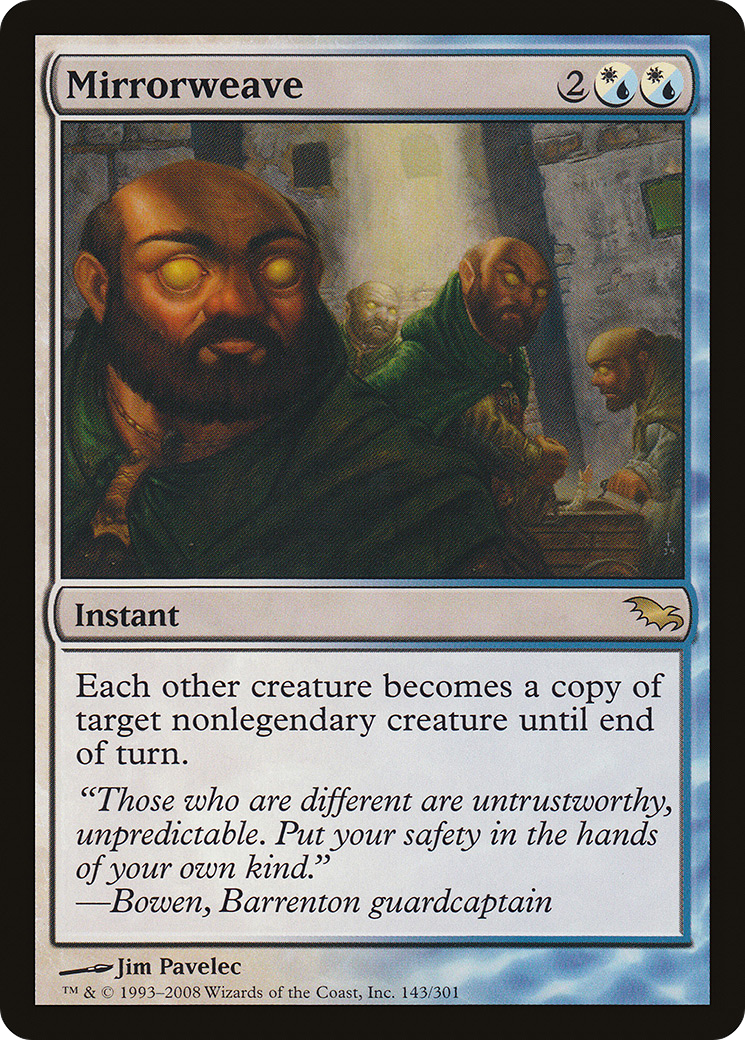 Mirrorweave 2
Instant
Each other creature becomes a copy of
target nonlegendary creature until end
of turn.
“Those who are different are untrustworthy,
unpredictable. Put your safety in the hands
of your own kind.”
—Bowen, Barrenton guardcaptain
Jim Pavelec
™ & © 1993–2008 Wizards of the Coast, Inc. 143/301